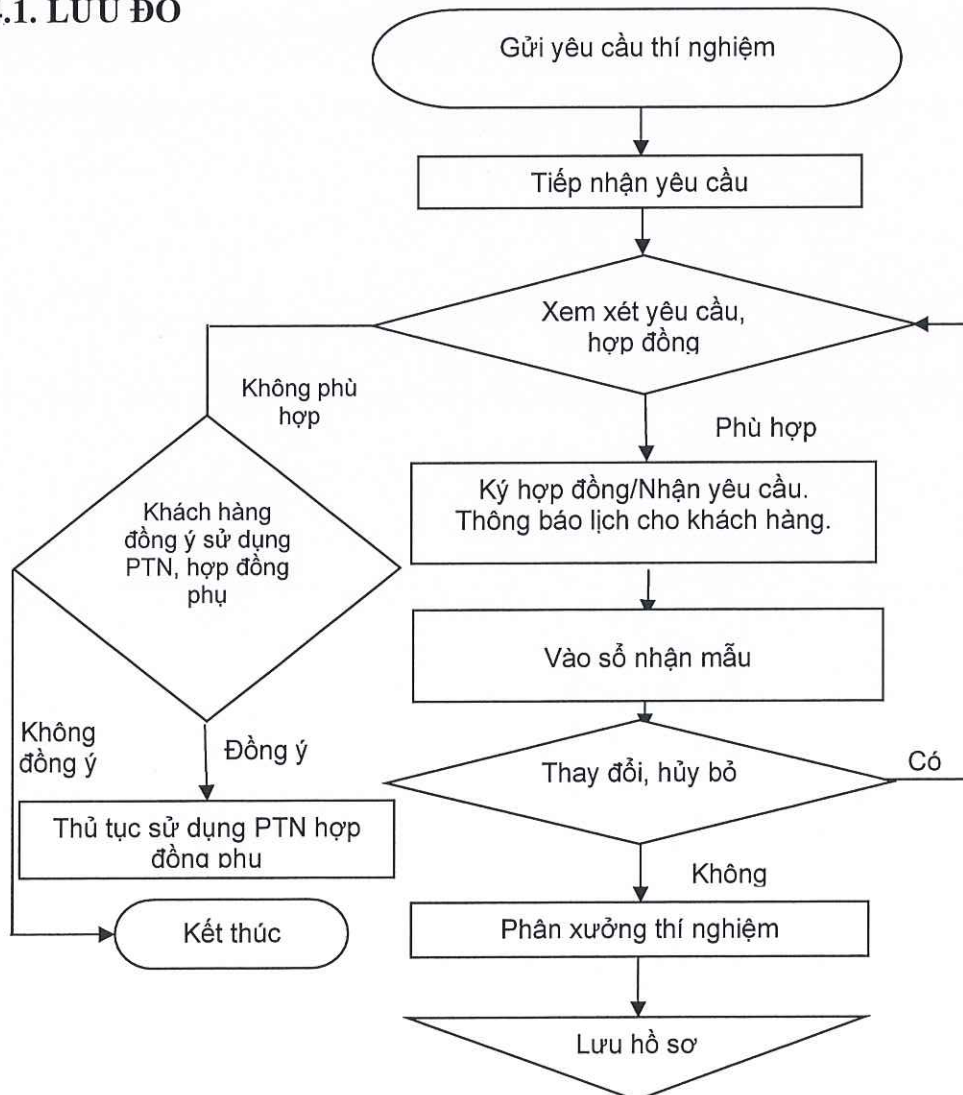 4.1. LƯU ĐỒ
Gửi yêu cầu thí nghiệm
Tiếp nhận yêu cầu
Xem xét yêu cầu,
hợp đồng
Không phù
hợp
Phù hợp
Khách hàng
đồng ý sử dụng
PTN, hợp đồng
phụ
Ký hợp đồng/Nhận yêu cầu.
Thông báo lịch cho khách hàng.
Vào sổ nhận mẫu
Không
đồng ý
Đồng ý
Thay đổi, hủy bỏ
Có
Thủ tục sử dụng PTN hợp
đồng phụ
Không
Kết thúc
Phân xưởng thí nghiệm
Lưu hồ sơ